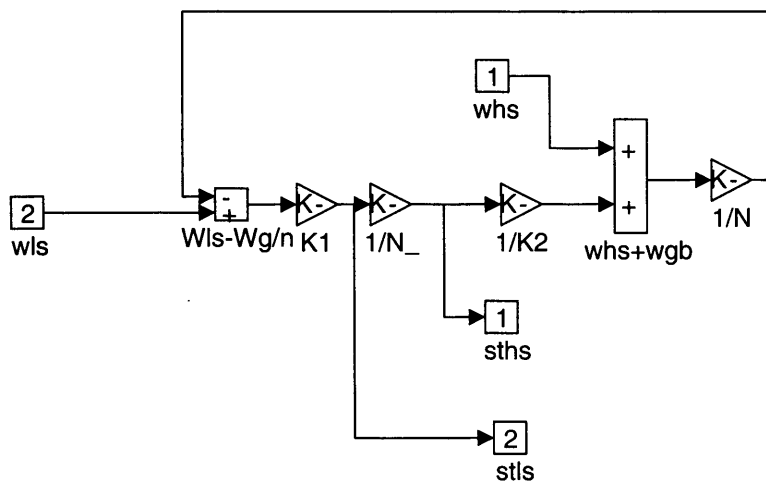 1
whs
+
+
K-
1/N
whs+wgb
2
wls
-
+
Wls-Wg/n
K-
K1
K-
1/N_
K-
1/K2
1
sths
2
stls